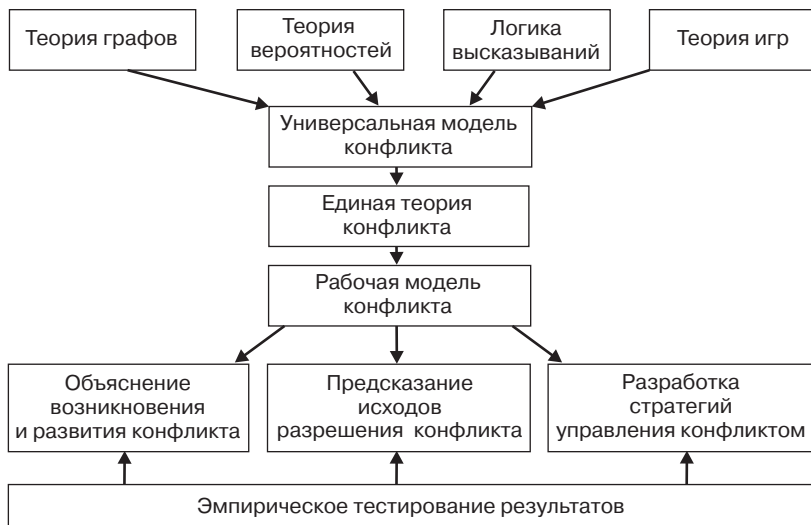 Теория графов
Теория
вероятностей
Логика
высказываний
Теория игр
Универсальная модель
конфликта
Единая теория
конфликта
Рабочая модель
конфликта
Объяснение
возникновения
и развития конфликта
Предсказание
исходов
разрешения конфликта
Разработка
стратегий
управления конфликтом
Эмпирическое тестирование результатов